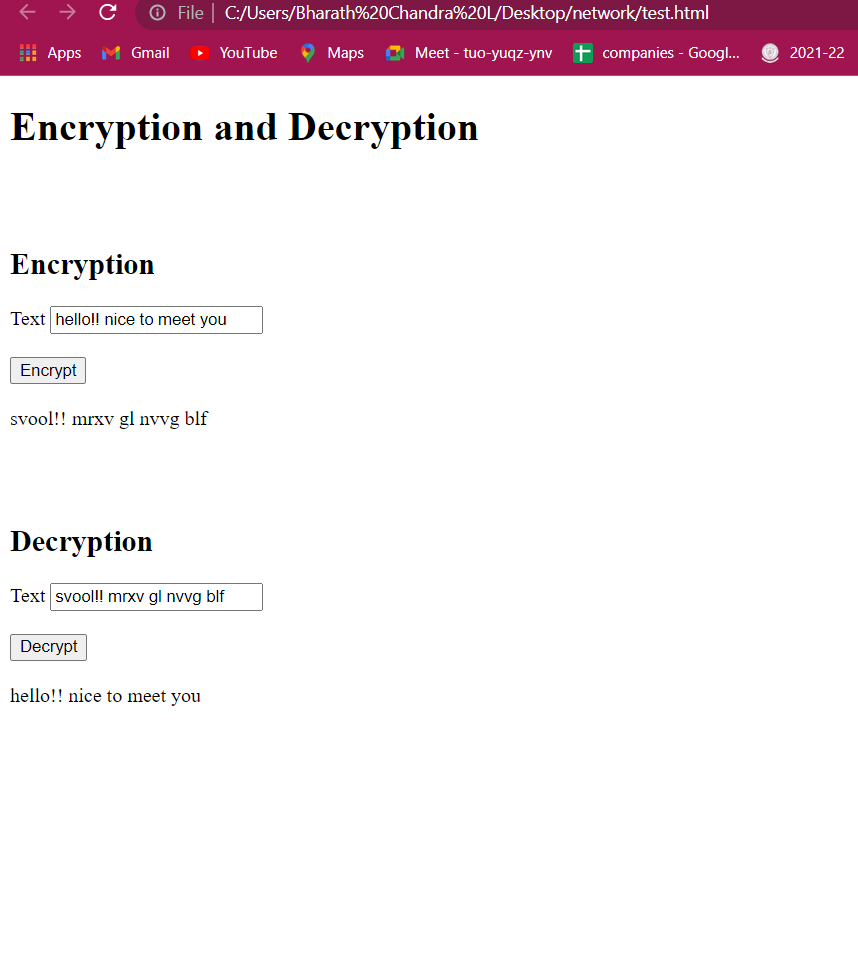 File | C:/Users/Bharath%20Chandra%20L/Desktop/network/test.html
Apps Gmail YouTube Maps Meet - tuo-yuqz-ynv companies - Googl... 2021-22
Encryption and Decryption
Encryption
Text hello!! nice to meet you
Encrypt
svool!! mrxv gl nvvg blf
Decryption
Text svool!! mrxv gl nvvg blf
Decrypt
hello!! nice to meet you